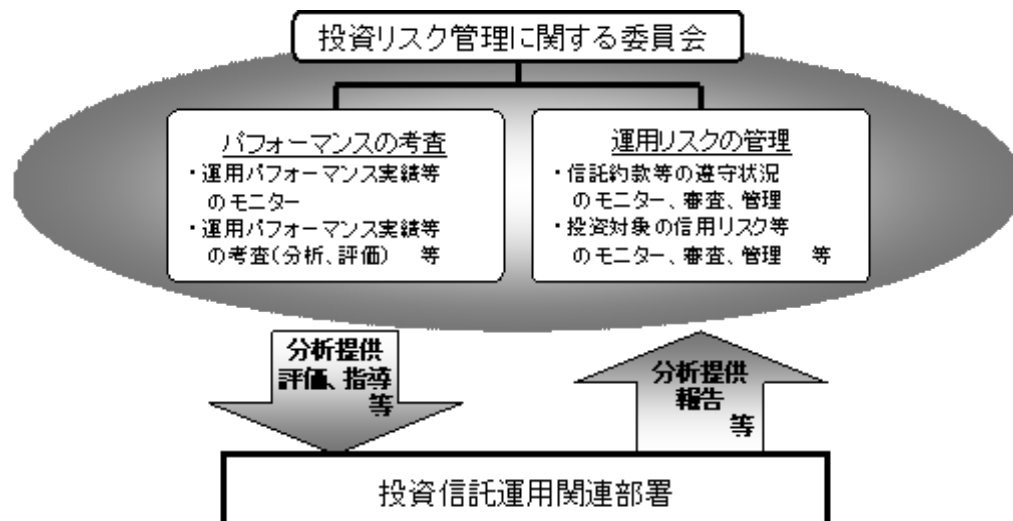 投資リスク管理に関する委員会
パフォーマンスの考査
・運用パフォーマンス実績等
のモニター
・運用パフォーマンス実績等
の考査(分析、評価) 等
運用リスクの管理
・信託約款等の遵守状況
のモニター、審査、管理
・投資対象の信用リスク等
のモニター、審査、管理 等
分析提供
評価、指導
等
分析提供
報告
等
投資信託運用関連部署